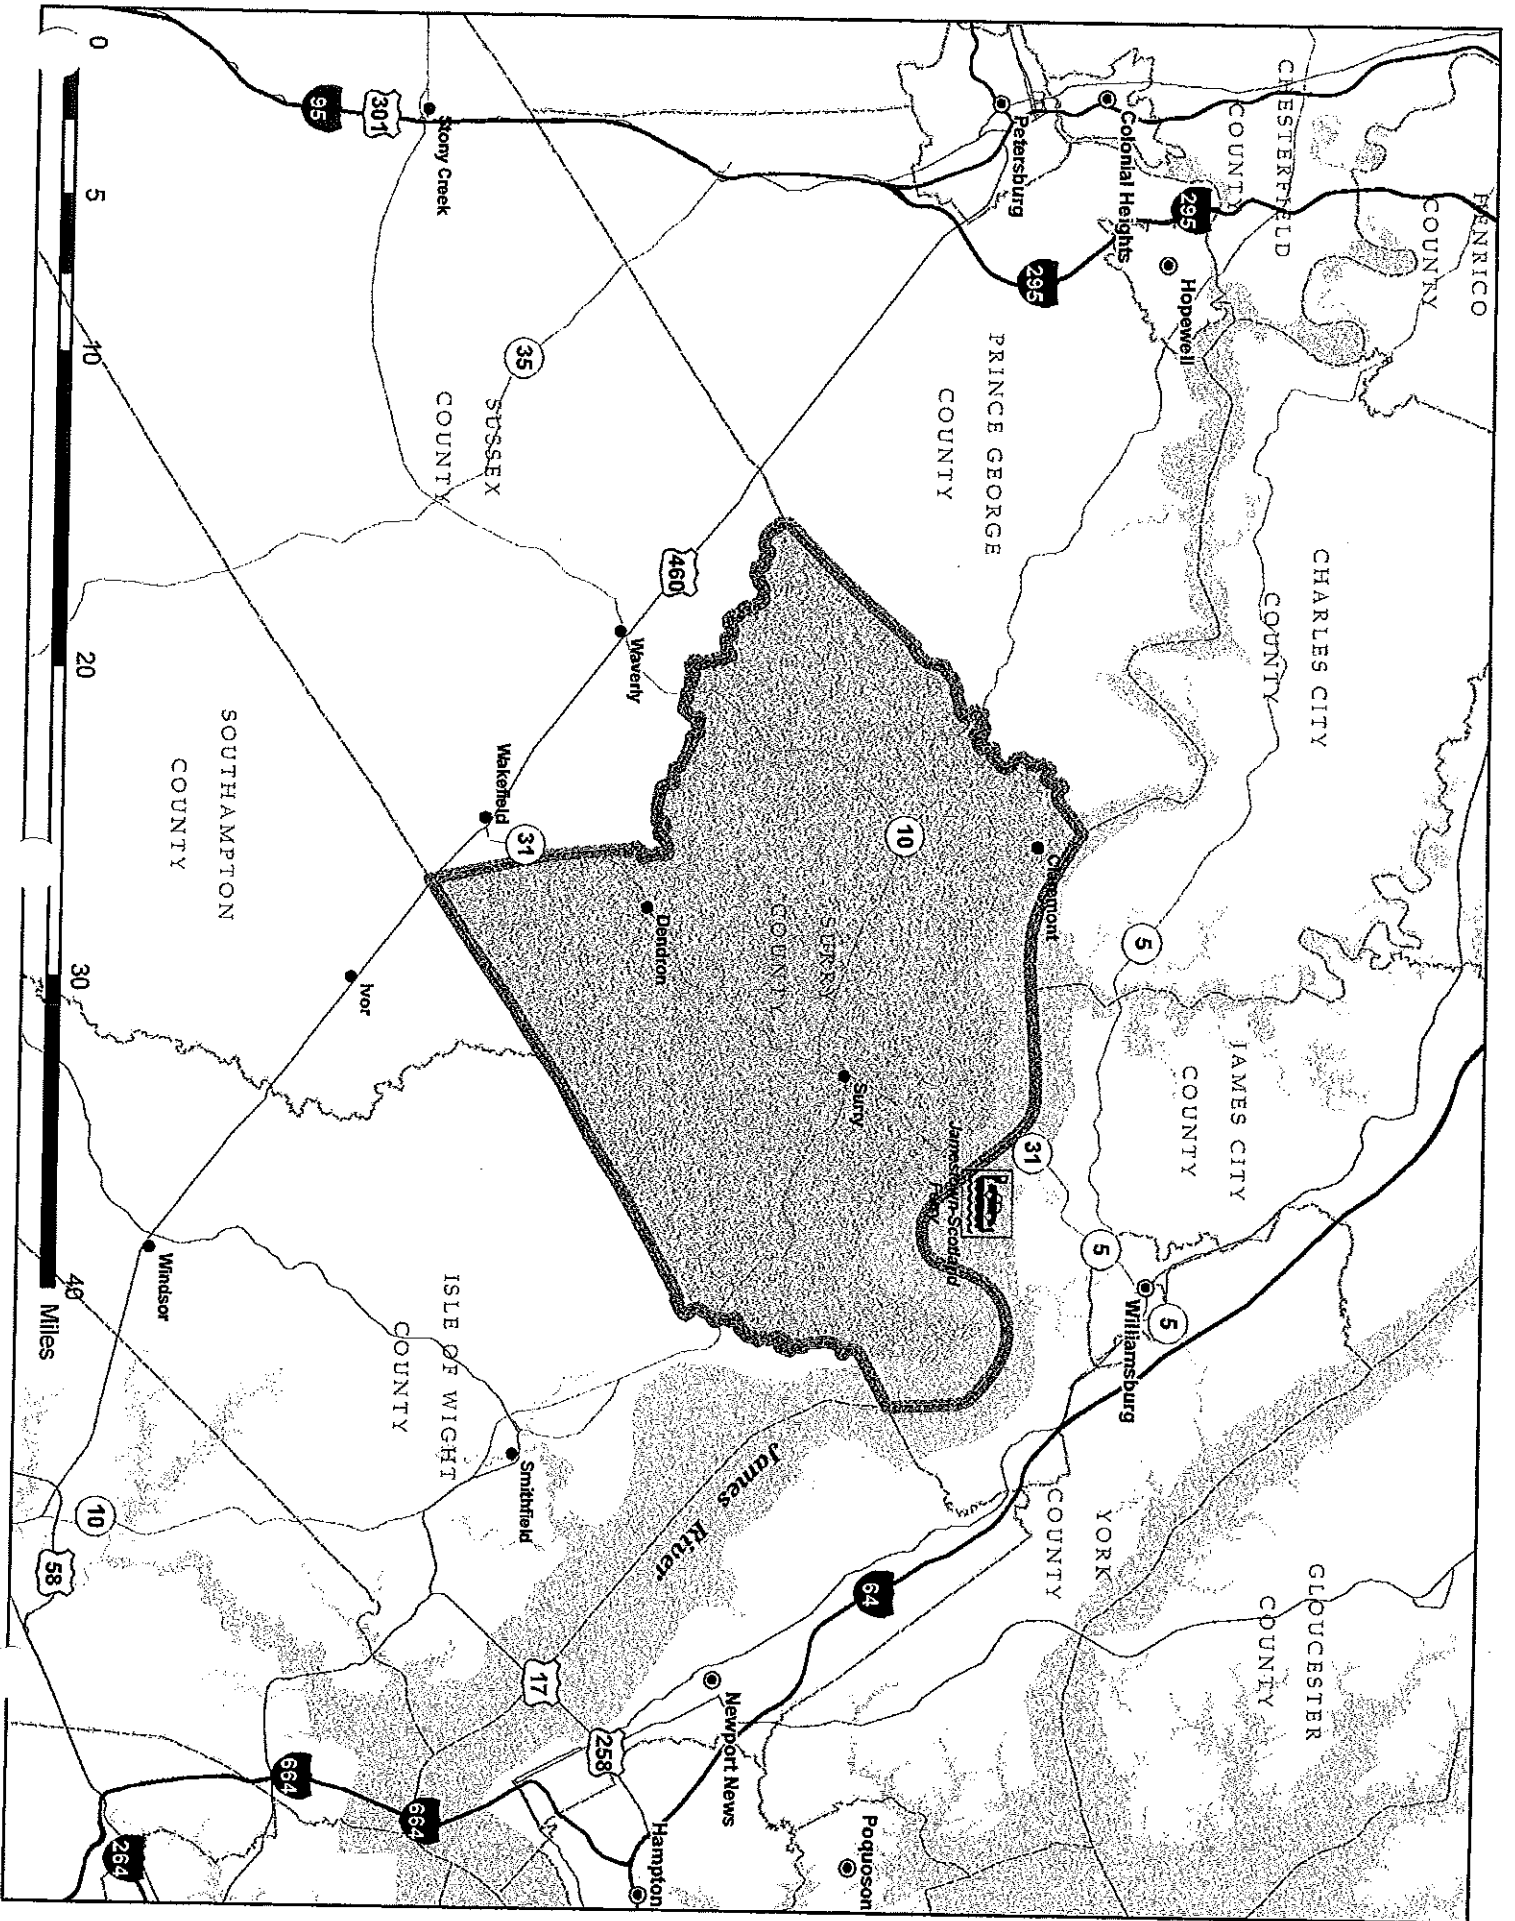 HENRICO
COUNTY
CHESTERFIELD
COUNTY
295
Colonial Heights
Hopewell
Petersburg
295
PRINCE GEORGE
COUNTY
CHARLES CITY
COUNTY
5
JAMES CITY
COUNTY
31
5
Williamsburg
5
YORK
COUNTY
GLOUCESTER
COUNTY
64
Newport News
Poquoson
Hampton
258
17
James River
Claremont
10
SURRY
COUNTY
Surry
Jamestown-Scotland
Ferry
Dendron
31
Wakefield
Waverly
460
35
SUSSEX
COUNTY
Stony Creek
301
95
SOUTHAMPTON
COUNTY
Ivor
Windsor
ISLE OF WIGHT
COUNTY
Smithfield
10
58
664
664
264
0
5
10
20
30
40
Miles